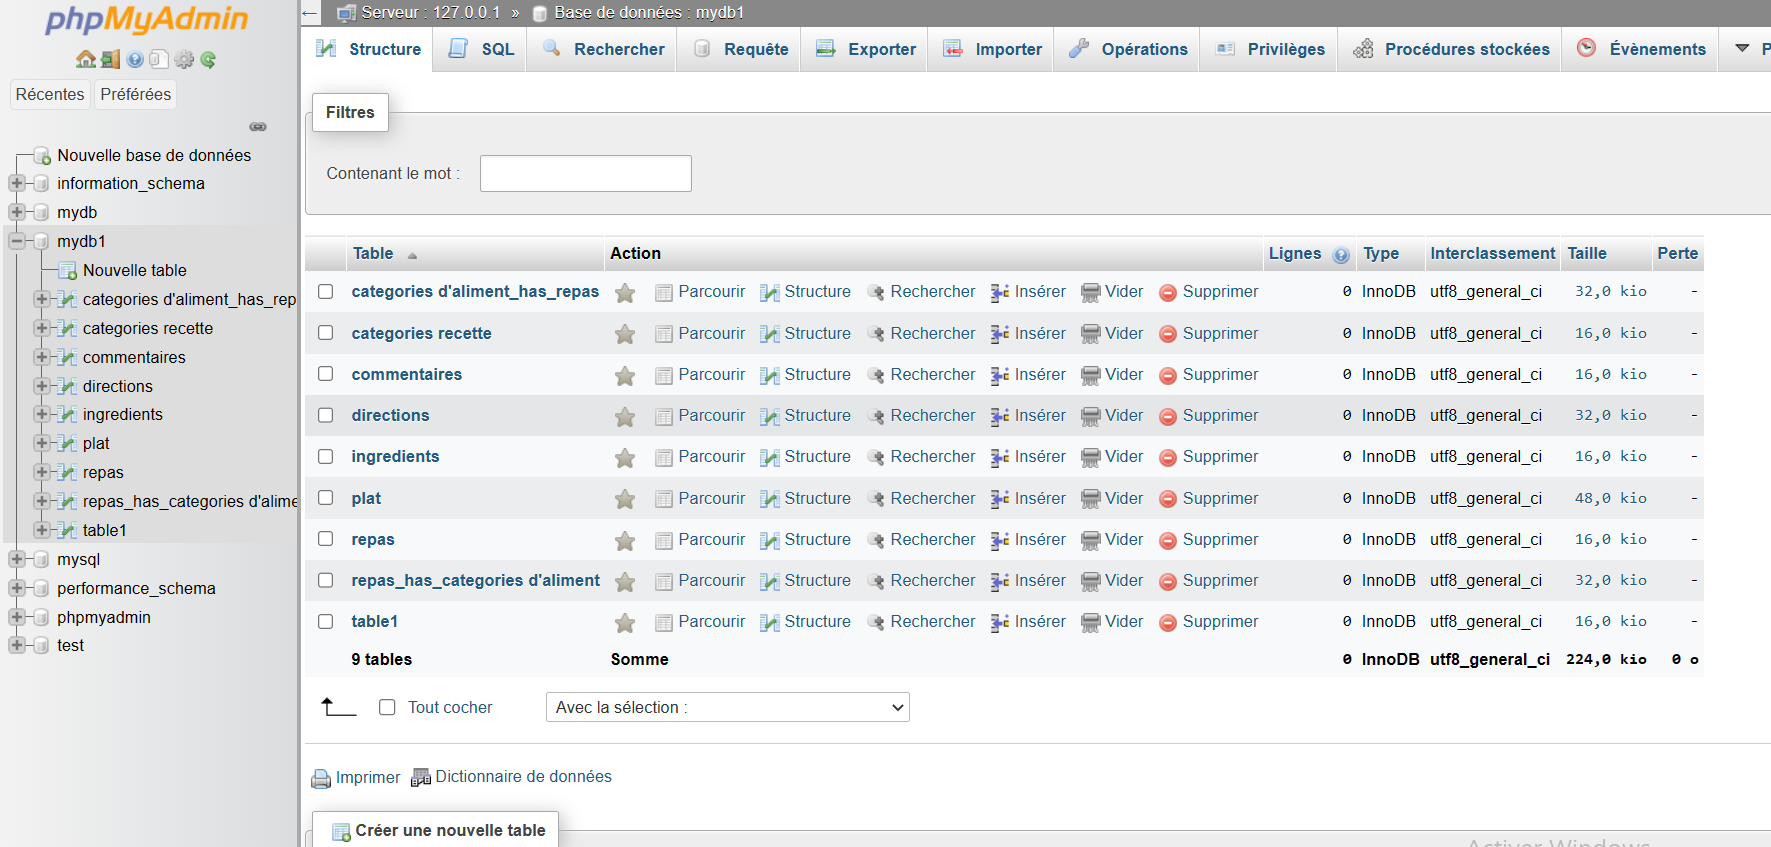 phpMyAdmin
Récentes Préférées
Nouvelle base de données
information_schema
mydb
mydb1
Nouvelle table
categories d'aliment_has_rep
categories recette
commentaires
directions
ingredients
plat
repas
repas_has_categories d'alime
table1
mysql
performance_schema
phpmyadmin
test
Serveur : 127.0.0.1 » Base de données : mydb1
Structure SQL Rechercher Requête Exporter Importer Opérations Privilèges Procédures stockées Évènements P
Filtres
Contenant le mot :
Table Action Lignes Type Interclassement Taille Perte
categories d'aliment_has_repas Parcourir Structure Rechercher Insérer Vider Supprimer 0 InnoDB utf8_general_ci 32,0 kio -
categories recette Parcourir Structure Rechercher Insérer Vider Supprimer 0 InnoDB utf8_general_ci 16,0 kio -
commentaires Parcourir Structure Rechercher Insérer Vider Supprimer 0 InnoDB utf8_general_ci 16,0 kio -
directions Parcourir Structure Rechercher Insérer Vider Supprimer 0 InnoDB utf8_general_ci 32,0 kio -
ingredients Parcourir Structure Rechercher Insérer Vider Supprimer 0 InnoDB utf8_general_ci 16,0 kio -
plat Parcourir Structure Rechercher Insérer Vider Supprimer 0 InnoDB utf8_general_ci 48,0 kio -
repas Parcourir Structure Rechercher Insérer Vider Supprimer 0 InnoDB utf8_general_ci 16,0 kio -
repas_has_categories d'aliment Parcourir Structure Rechercher Insérer Vider Supprimer 0 InnoDB utf8_general_ci 32,0 kio -
table1 Parcourir Structure Rechercher Insérer Vider Supprimer 0 InnoDB utf8_general_ci 16,0 kio -
9 tables Somme 0 InnoDB utf8_general_ci 224,0 kio 0 o
Tout cocher Avec la sélection :
Imprimer Dictionnaire de données
Créer une nouvelle table
Activer Windows